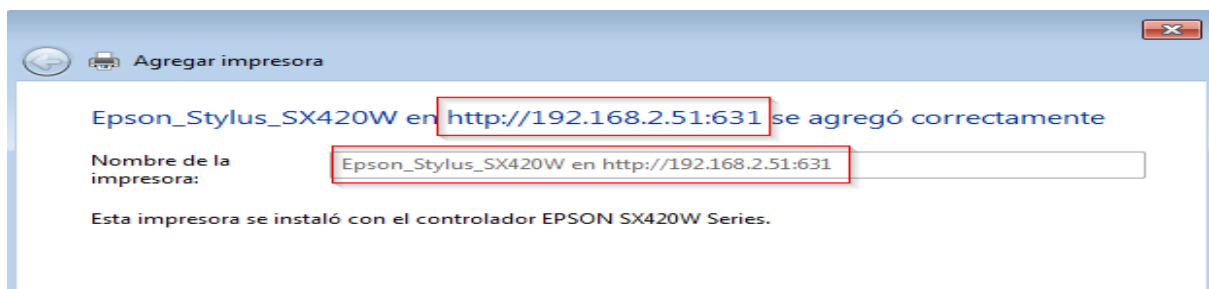 Agregar impresora
Epson_Stylus_SX420W en http://192.168.2.51:631 se agregó correctamente
Nombre de la
impresora:
Epson_Stylus_SX420W en http://192.168.2.51:631
Esta impresora se instaló con el controlador EPSON SX420W Series.